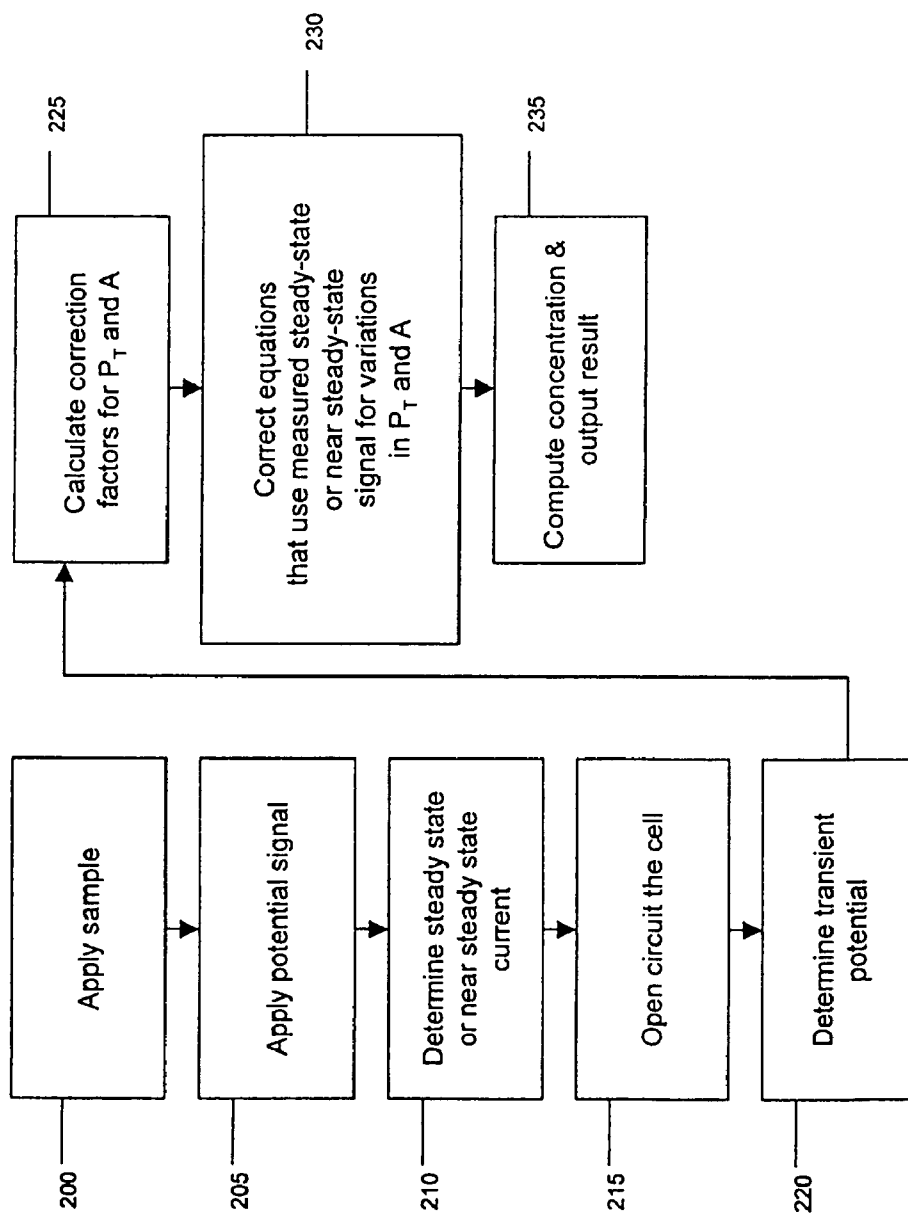 200
Apply sample
205
Apply potential signal
210
Determine steady state
or near steady state
current
215
Open circuit the cell
220
Determine transient
potential
225
Calculate correction
factors for P_T and A
230
Correct equations
that use measured steady-state
or near steady-state
signal for variations
in P_T and A
235
Compute concentration &
output result